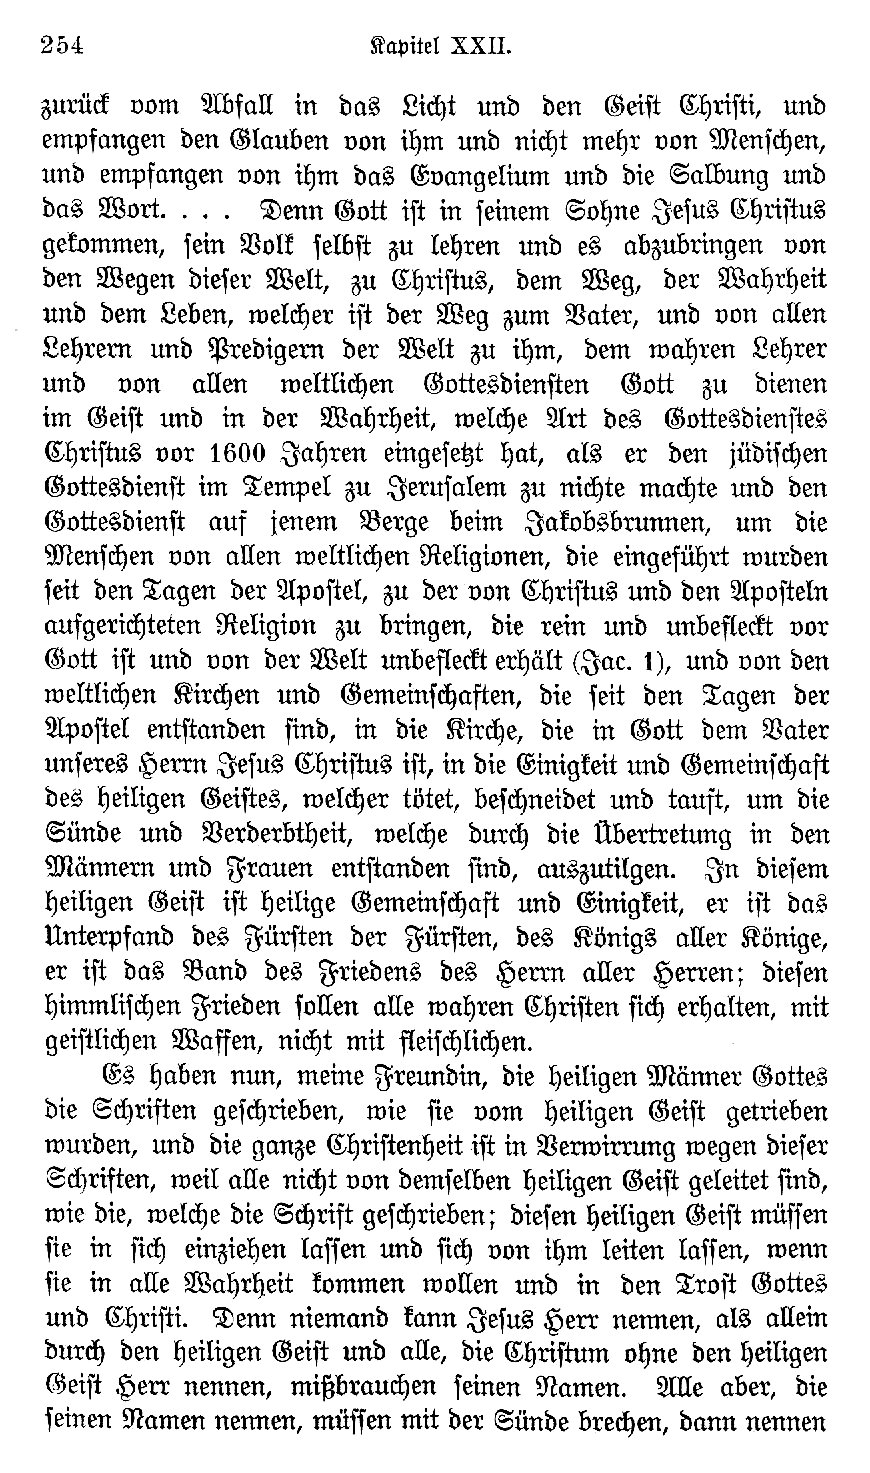 254 Kapitel XXII.
zurück vom Abfall in das Licht und den Geist Christi, und
empfangen den Glauben von ihm und nicht mehr von Menschen,
und empfangen von ihm das Evangelium und die Salbung und
das Wort. . . . Denn Gott ist in seinem Sohne Jesus Christus
gekommen, sein Volk selbst zu lehren und es abzubringen von
den Wegen dieser Welt, zu Christus, dem Weg, der Wahrheit
und dem Leben, welcher ist der Weg zum Vater, und von allen
Lehrern und Predigern der Welt zu ihm, dem wahren Lehrer
und von allen weltlichen Gottesdiensten Gott zu dienen
im Geist und in der Wahrheit, welche Art des Gottesdienstes
Christus vor 1600 Jahren eingesetzt hat, als er den jüdischen
Gottesdienst im Tempel zu Jerusalem zu nichte machte und den
Gottesdienst auf jenem Berge beim Jakobsbrunnen, um die
Menschen von allen weltlichen Religionen, die eingeführt wurden
seit den Tagen der Apostel, zu der von Christus und den Aposteln
aufgerichteten Religion zu bringen, die rein und unbefleckt vor
Gott ist und von der Welt unbefleckt erhält (Jac. 1), und von den
weltlichen Kirchen und Gemeinschaften, die seit den Tagen der
Apostel entstanden sind, in die Kirche, die in Gott dem Vater
unseres Herrn Jesus Christus ist, in die Einigkeit und Gemeinschaft
des heiligen Geistes, welcher tötet, beschneidet und tauft, um die
Sünde und Verderbtheit, welche durch die Übertretung in den
Männern und Frauen entstanden sind, auszutilgen. In diesem
heiligen Geist ist heilige Gemeinschaft und Einigkeit, er ist das
Unterpfand des Fürsten der Fürsten, des Königs aller Könige,
er ist das Band des Friedens des Herrn aller Herren; diesen
himmlischen Frieden sollen alle wahren Christen sich erhalten, mit
geistlichen Waffen, nicht mit fleischlichen.
Es haben nun, meine Freundin, die heiligen Männer Gottes
die Schriften geschrieben, wie sie vom heiligen Geist getrieben
wurden, und die ganze Christenheit ist in Verwirrung wegen dieser
Schriften, weil alle nicht von demselben heiligen Geist geleitet sind,
wie die, welche die Schrift geschrieben; diesen heiligen Geist müssen
sie in sich einziehen lassen und sich von ihm leiten lassen, wenn
sie in alle Wahrheit kommen wollen und in den Trost Gottes
und Christi. Denn niemand kann Jesus Herr nennen, als allein
durch den heiligen Geist und alle, die Christum ohne den heiligen
Geist Herr nennen, mißbrauchen seinen Namen. Alle aber, die
seinen Namen nennen, müssen mit der Sünde brechen, dann nennen